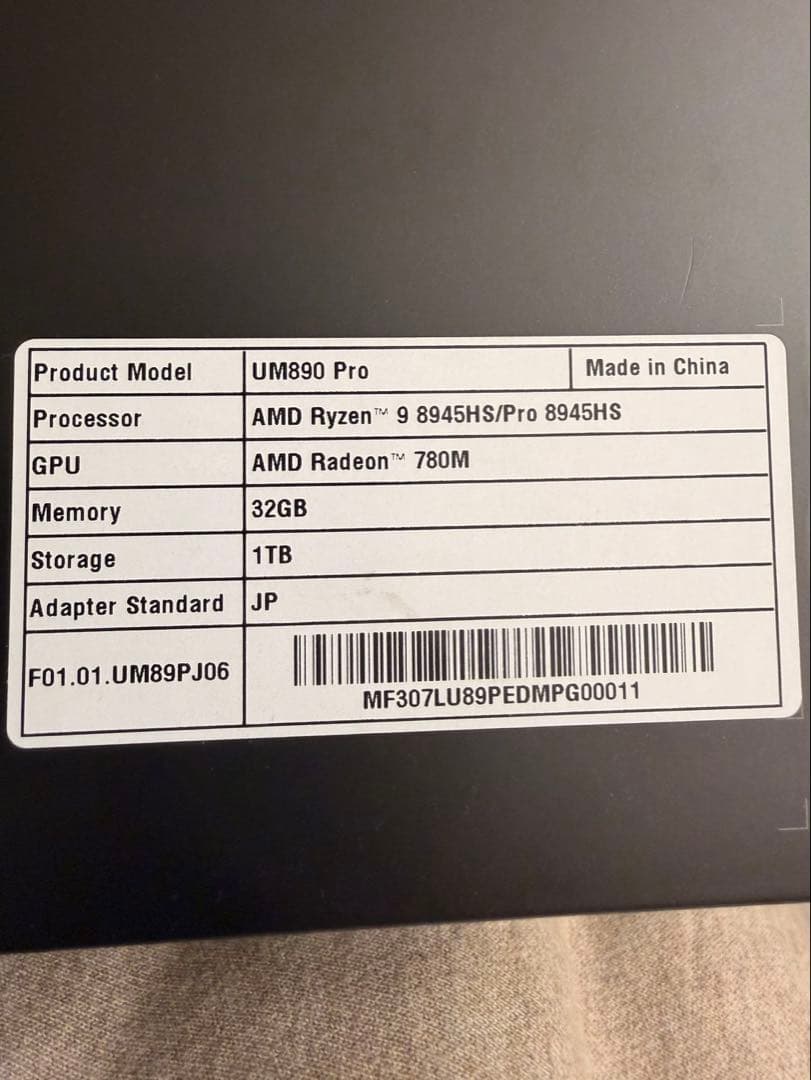 Product Model UM890 Pro Made in China
Processor AMD Ryzen™ 9 8945HS/Pro 8945HS
GPU AMD Radeon™ 780M
Memory 32GB
Storage 1TB
Adapter Standard JP
F01.01.UM89PJ06
MF307LU89PEDMPG00011